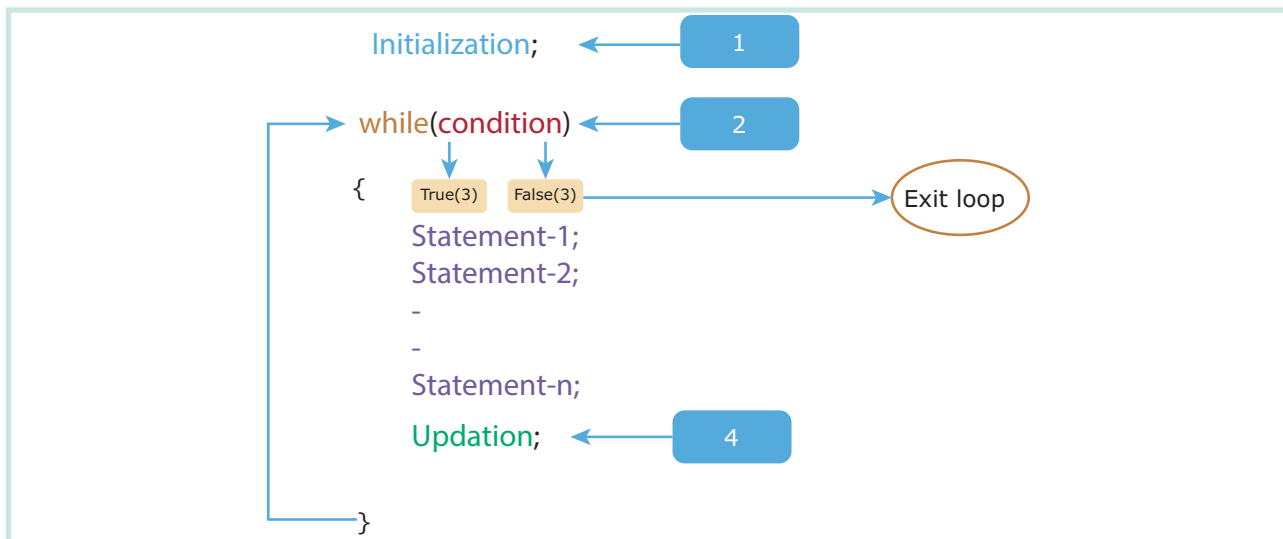 Initialization; 1
while(condition) 2
{ True(3) False(3) Exit loop
Statement-1;
Statement-2;
-
-
Statement-n;
Updation; 4
}